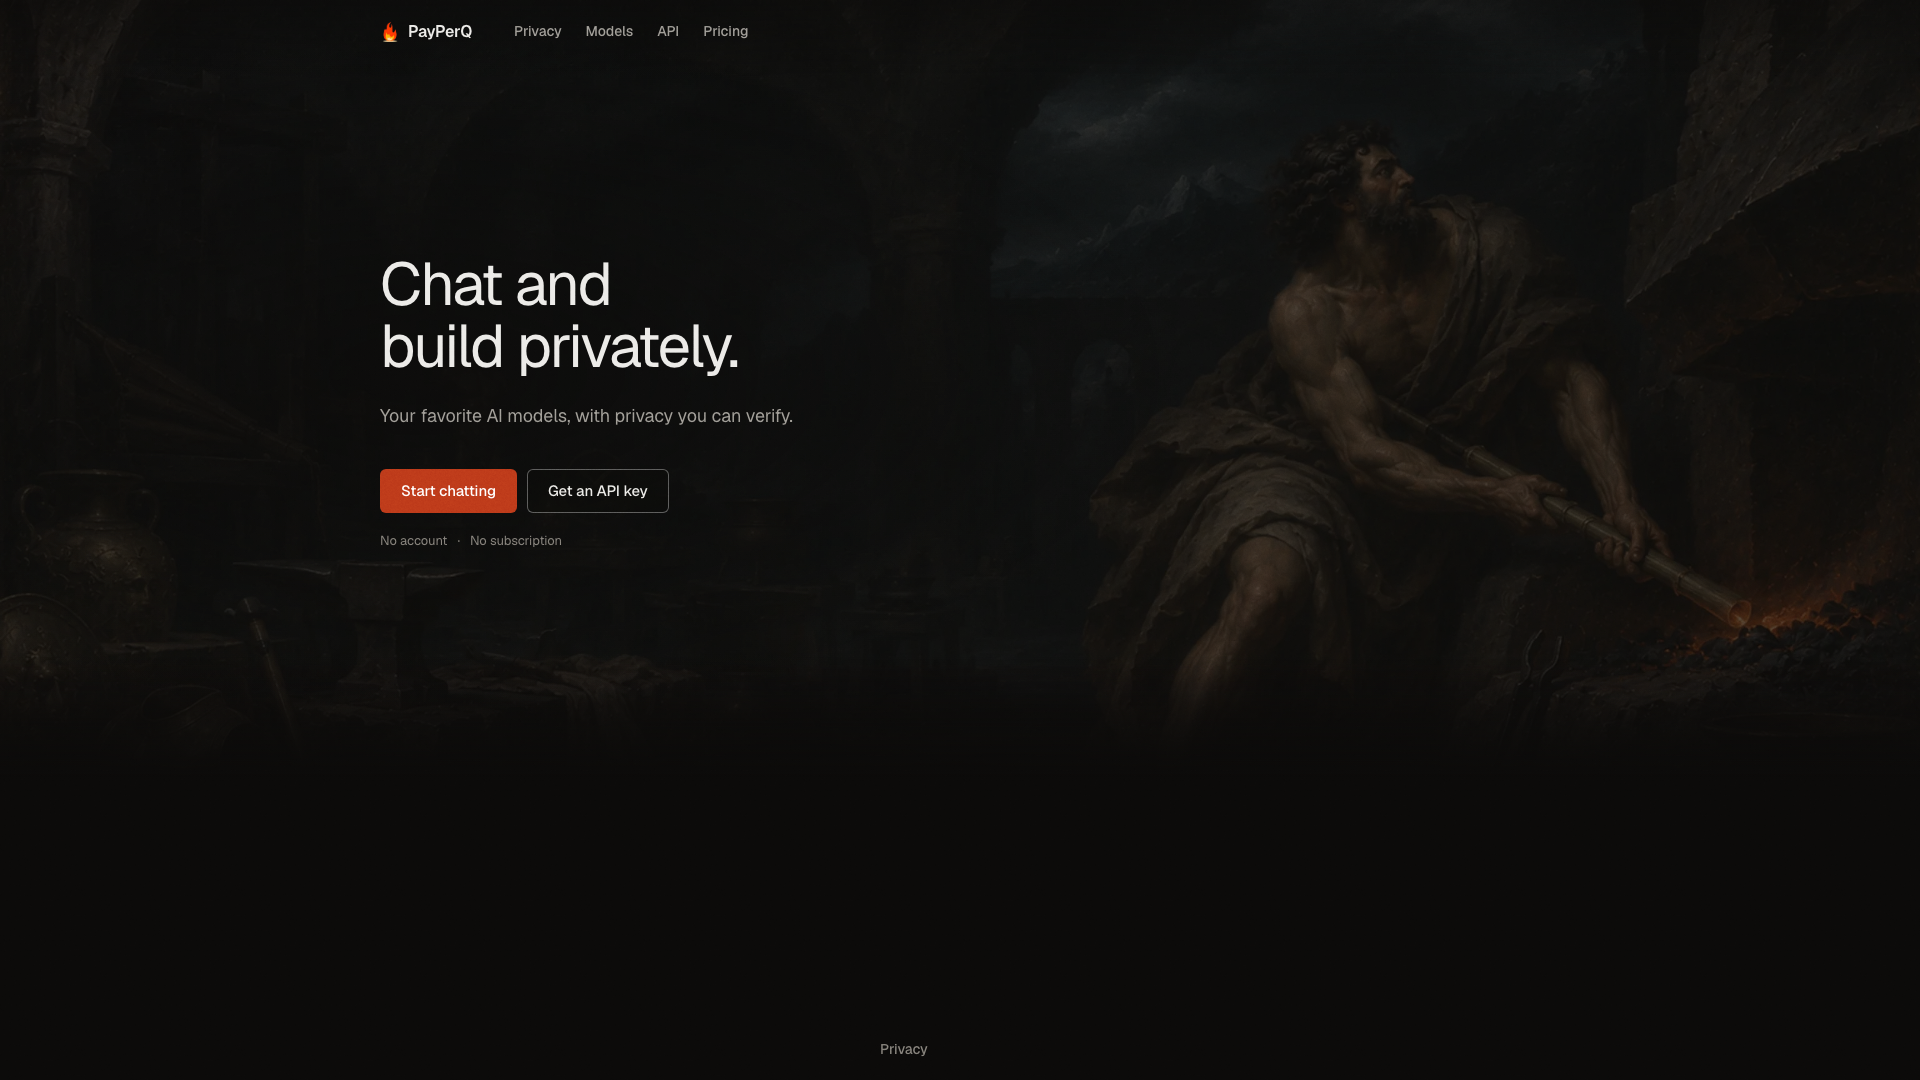 PayPerQ
Privacy
Models
API
Pricing
Chat and
build privately.
Your favorite AI models, with privacy you can verify.
Start chatting
Get an API key
No account · No subscription
Privacy